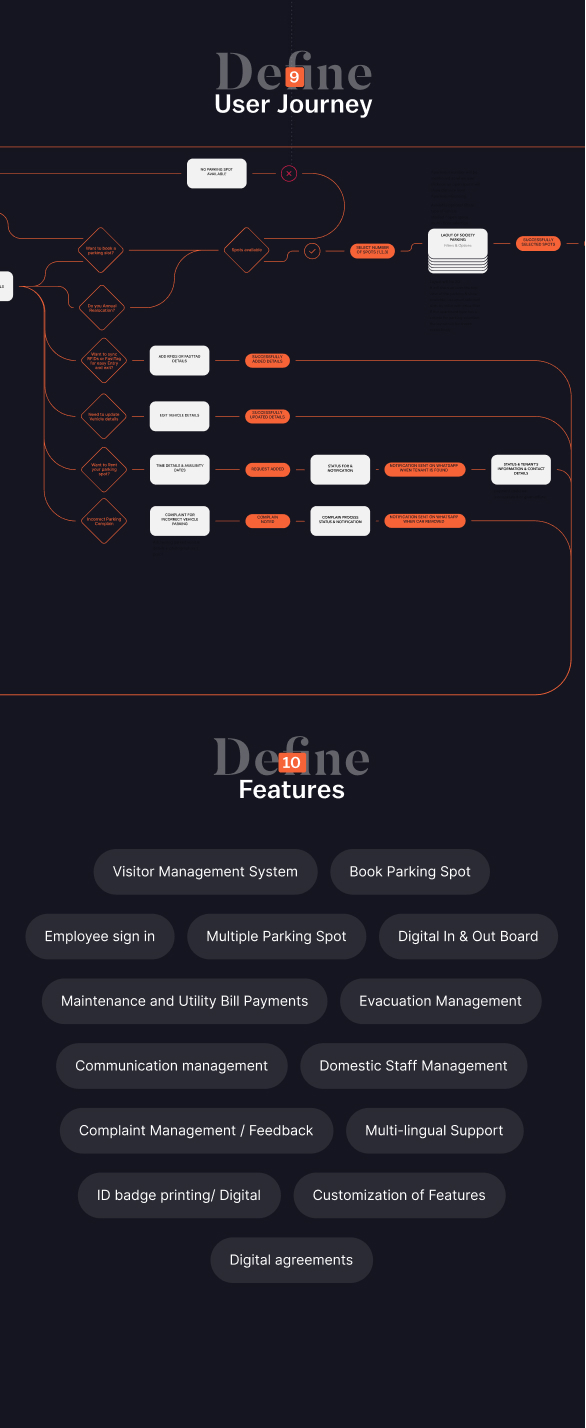 Define
9
User Journey
NO PARKING SPOT
AVAILABLE
Want to book a
parking slot?
Spots available
SELECT NUMBER
OF SPOTS (1,2,3)
LAOUT OF SOCIETY
PARKING
SUCCESSFULLY
SELECTED SPOTS
Do you Annual
Relocation?
Want to sync
RFIDs or FastTag
for easy Entry
and exit?
ADD RFIED OR FASTTAG
DETAILS
SUCCESSFULLY
ADDED DETAILS
Need to update
Vehicle details
EDIT VEHICLE DETAILS
SUCCESSFULLY
UPDATED DETAILS
Want to Rent
your parking
spot?
TIME DETAILS & AMIUNITY
DATES
REQUEST ADDED
STATUS FOR &
NOTIFICATION
NOTIFICATION SENT ON WHATSAPP
WHEN TENANT IS FOUND
STATUS & TENANT'S
INFORMATION & CONTACT
DETAILS
Incorrect Parking
Complain
COMPLAINT FOR
INCORRECT VEHICLE
PARKING
COMPLAIN
NOTED
COMPLAIN PROCESS
STATUS & NOTIFICATION
NOTIFICATION SENT ON WHATSAPP
WHEN CAR REMOVED
Define
10
Features
Visitor Management System
Book Parking Spot
Employee sign in
Multiple Parking Spot
Digital In & Out Board
Maintenance and Utility Bill Payments
Evacuation Management
Communication management
Domestic Staff Management
Complaint Management / Feedback
Multi-lingual Support
ID badge printing/ Digital
Customization of Features
Digital agreements